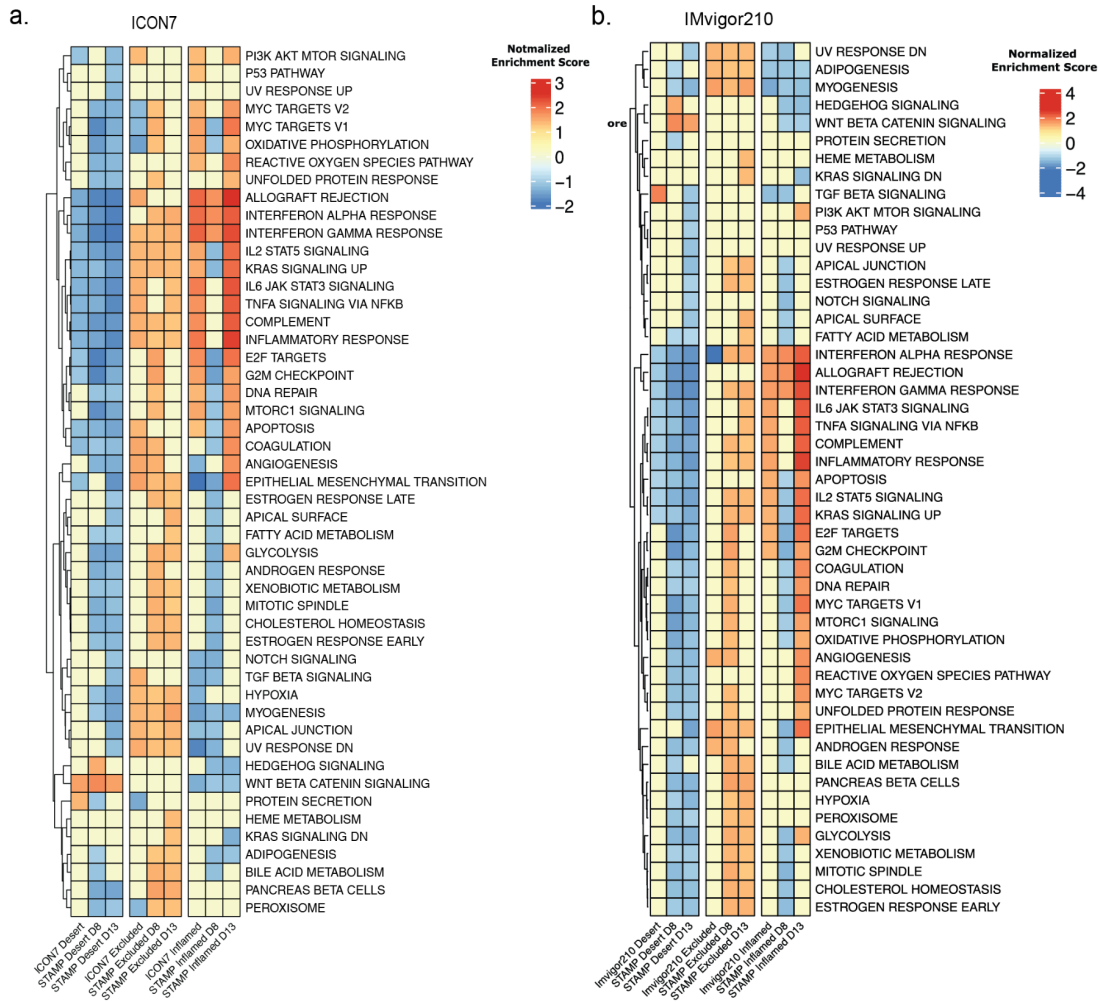 a.
ICON7
Notmalized
Enrichment Score
3
2
1
0
−1
−2
PI3K AKT MTOR SIGNALING
P53 PATHWAY
UV RESPONSE UP
MYC TARGETS V2
MYC TARGETS V1
OXIDATIVE PHOSPHORYLATION
REACTIVE OXYGEN SPECIES PATHWAY
UNFOLDED PROTEIN RESPONSE
ALLOGRAFT REJECTION
INTERFERON ALPHA RESPONSE
INTERFERON GAMMA RESPONSE
IL2 STAT5 SIGNALING
KRAS SIGNALING UP
IL6 JAK STAT3 SIGNALING
TNFA SIGNALING VIA NFKB
COMPLEMENT
INFLAMMATORY RESPONSE
E2F TARGETS
G2M CHECKPOINT
DNA REPAIR
MTORC1 SIGNALING
APOPTOSIS
COAGULATION
ANGIOGENESIS
EPITHELIAL MESENCHYMAL TRANSITION
ESTROGEN RESPONSE LATE
APICAL SURFACE
FATTY ACID METABOLISM
GLYCOLYSIS
ANDROGEN RESPONSE
XENOBIOTIC METABOLISM
MITOTIC SPINDLE
CHOLESTEROL HOMEOSTASIS
ESTROGEN RESPONSE EARLY
NOTCH SIGNALING
TGF BETA SIGNALING
HYPOXIA
MYOGENESIS
APICAL JUNCTION
UV RESPONSE DN
HEDGEHOG SIGNALING
WNT BETA CATENIN SIGNALING
PROTEIN SECRETION
HEME METABOLISM
KRAS SIGNALING DN
ADIPOGENESIS
BILE ACID METABOLISM
PANCREAS BETA CELLS
PEROXISOME
ICON7 Desert
STAMP Desert D8
STAMP Desert D13
ICON7 Excluded
STAMP Excluded D8
STAMP Excluded D13
ICON7 Inflamed
STAMP Inflamed D8
STAMP Inflamed D13
b.
IMvigor210
Normalized
Enrichment Score
4
2
0
−2
−4
ore
UV RESPONSE DN
ADIPOGENESIS
MYOGENESIS
HEDGEHOG SIGNALING
WNT BETA CATENIN SIGNALING
PROTEIN SECRETION
HEME METABOLISM
KRAS SIGNALING DN
TGF BETA SIGNALING
PI3K AKT MTOR SIGNALING
P53 PATHWAY
UV RESPONSE UP
APICAL JUNCTION
ESTROGEN RESPONSE LATE
NOTCH SIGNALING
APICAL SURFACE
FATTY ACID METABOLISM
INTERFERON ALPHA RESPONSE
ALLOGRAFT REJECTION
INTERFERON GAMMA RESPONSE
IL6 JAK STAT3 SIGNALING
TNFA SIGNALING VIA NFKB
COMPLEMENT
INFLAMMATORY RESPONSE
APOPTOSIS
IL2 STAT5 SIGNALING
KRAS SIGNALING UP
E2F TARGETS
G2M CHECKPOINT
COAGULATION
DNA REPAIR
MYC TARGETS V1
MTORC1 SIGNALING
OXIDATIVE PHOSPHORYLATION
ANGIOGENESIS
REACTIVE OXYGEN SPECIES PATHWAY
MYC TARGETS V2
UNFOLDED PROTEIN RESPONSE
EPITHELIAL MESENCHYMAL TRANSITION
ANDROGEN RESPONSE
BILE ACID METABOLISM
PANCREAS BETA CELLS
HYPOXIA
PEROXISOME
GLYCOLYSIS
XENOBIOTIC METABOLISM
MITOTIC SPINDLE
CHOLESTEROL HOMEOSTASIS
ESTROGEN RESPONSE EARLY
Imvigor210 Desert
STAMP Desert D8
STAMP Desert D13
Imvigor210 Excluded
STAMP Excluded D8
STAMP Excluded D13
Imvigor210 Inflamed
STAMP Inflamed D8
STAMP Inflamed D13